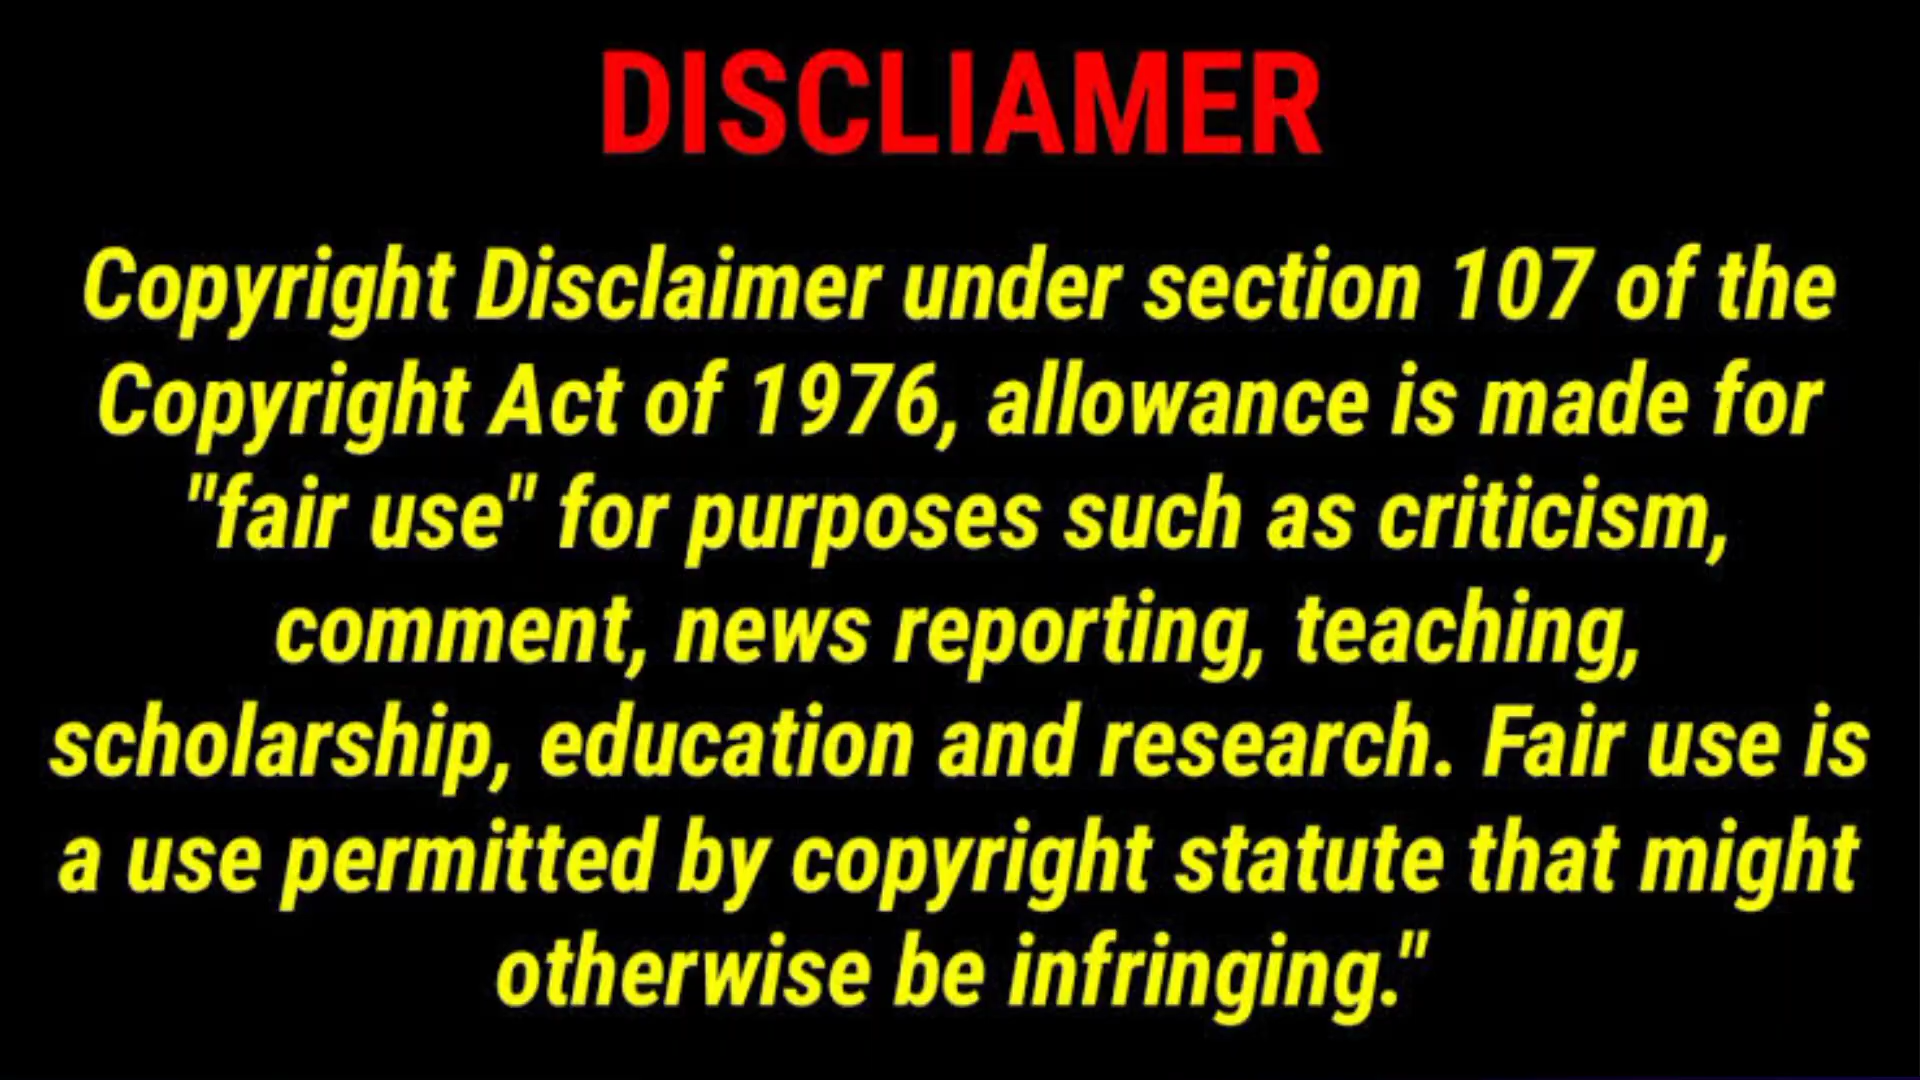 DISCLIAMER
Copyright Disclaimer under section 107 of the
Copyright Act of 1976, allowance is made for
"fair use" for purposes such as criticism,
comment, news reporting, teaching,
scholarship, education and research. Fair use is
a use permitted by copyright statute that might
otherwise be infringing."